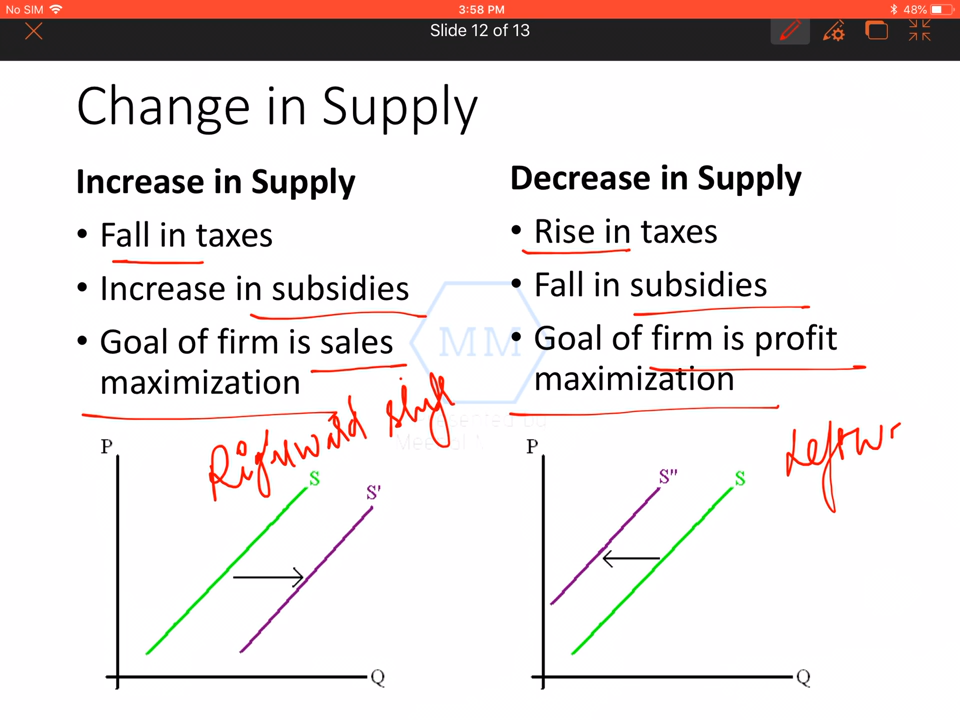 No SIM
3:58 PM
48%
Slide 12 of 13
Change in Supply
Increase in Supply
• Fall in taxes
• Increase in subsidies
• Goal of firm is sales
maximization
Rightward shift
P
S
S'
Q
Decrease in Supply
• Rise in taxes
• Fall in subsidies
• Goal of firm is profit
maximization
Leftw
P
S"
S
Q
MM